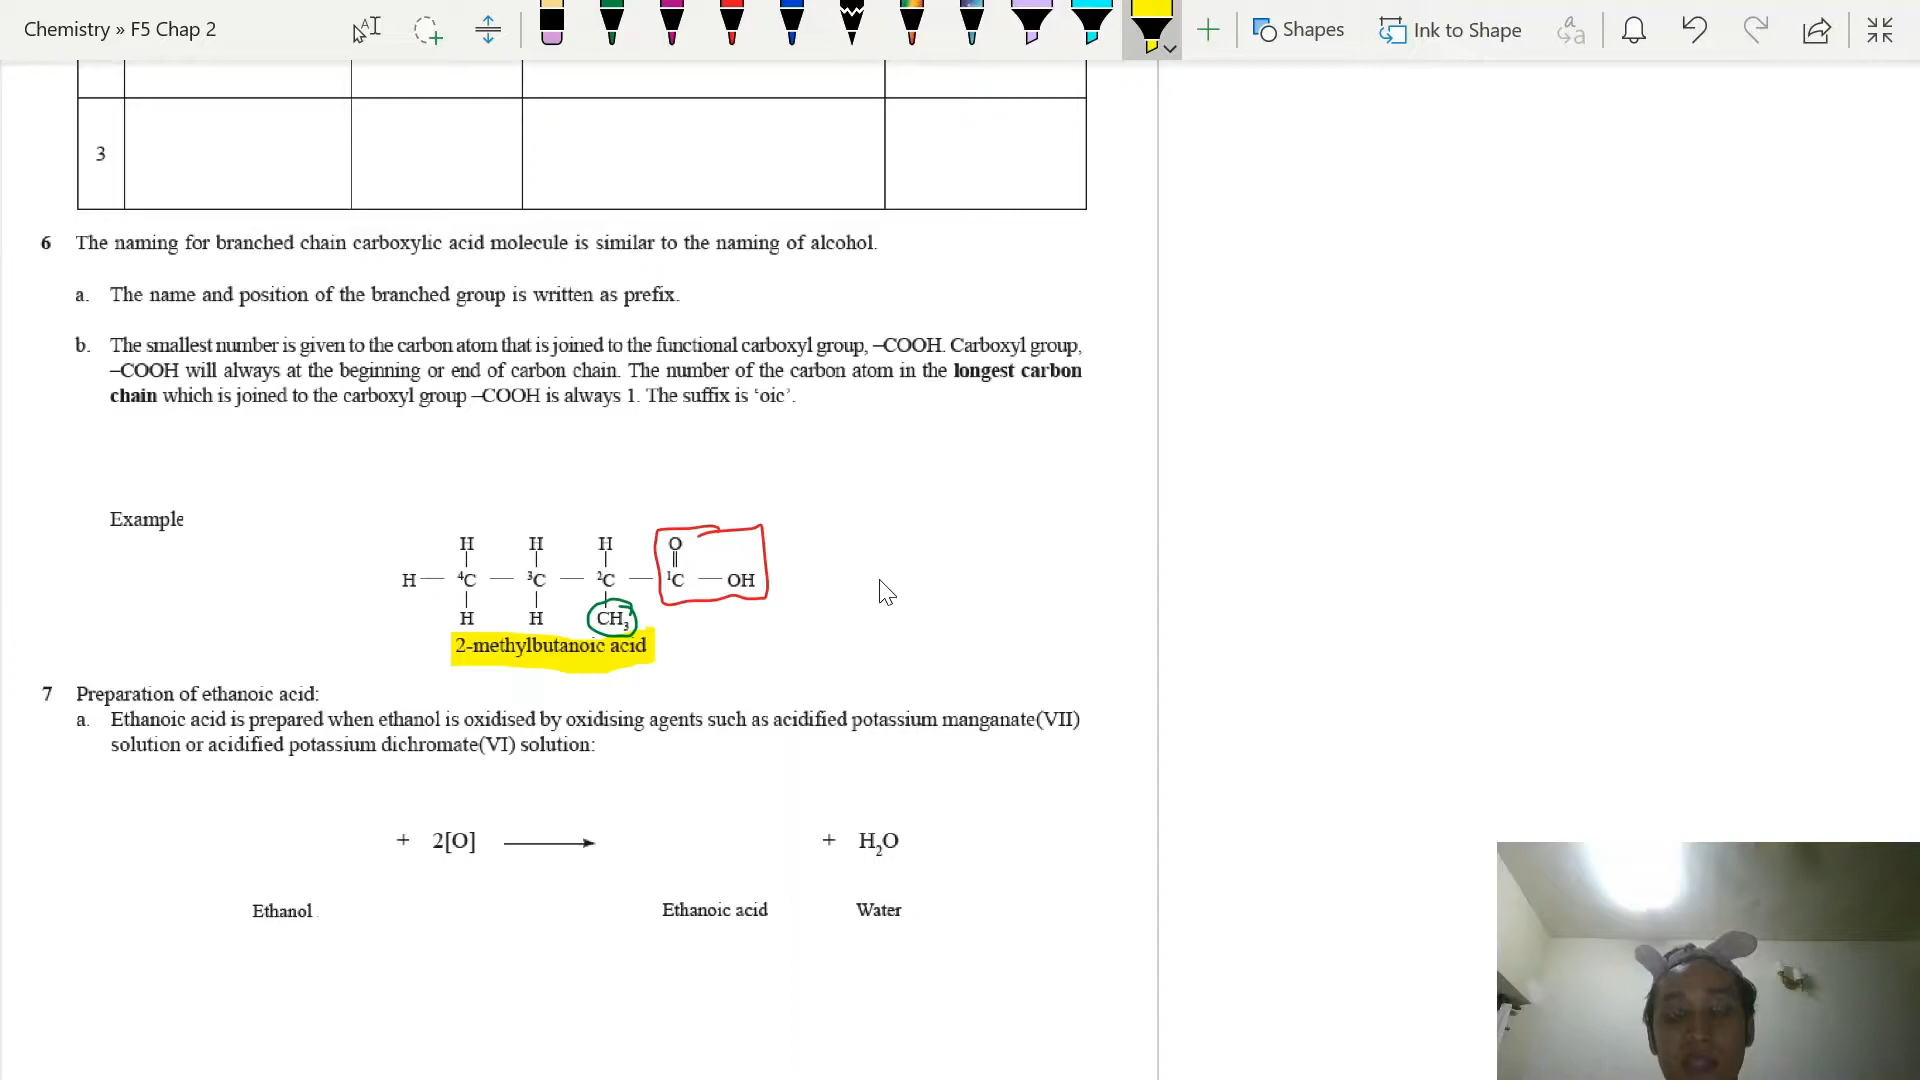 Chemistry » F5 Chap 2
Shapes
Ink to Shape
3
6 The naming for branched chain carboxylic acid molecule is similar to the naming of alcohol.
a. The name and position of the branched group is written as prefix.
b. The smallest number is given to the carbon atom that is joined to the functional carboxyl group, –COOH. Carboxyl group,
–COOH will always at the beginning or end of carbon chain. The number of the carbon atom in the longest carbon
chain which is joined to the carboxyl group –COOH is always 1. The suffix is ‘oic’.
Example
H H H O
H — ⁴C — ³C — ²C — ¹C — OH
H H CH₃
2-methylbutanoic acid
7 Preparation of ethanoic acid:
a. Ethanoic acid is prepared when ethanol is oxidised by oxidising agents such as acidified potassium manganate(VII)
solution or acidified potassium dichromate(VI) solution:
+ 2[O] → + H₂O
Ethanol Ethanoic acid Water